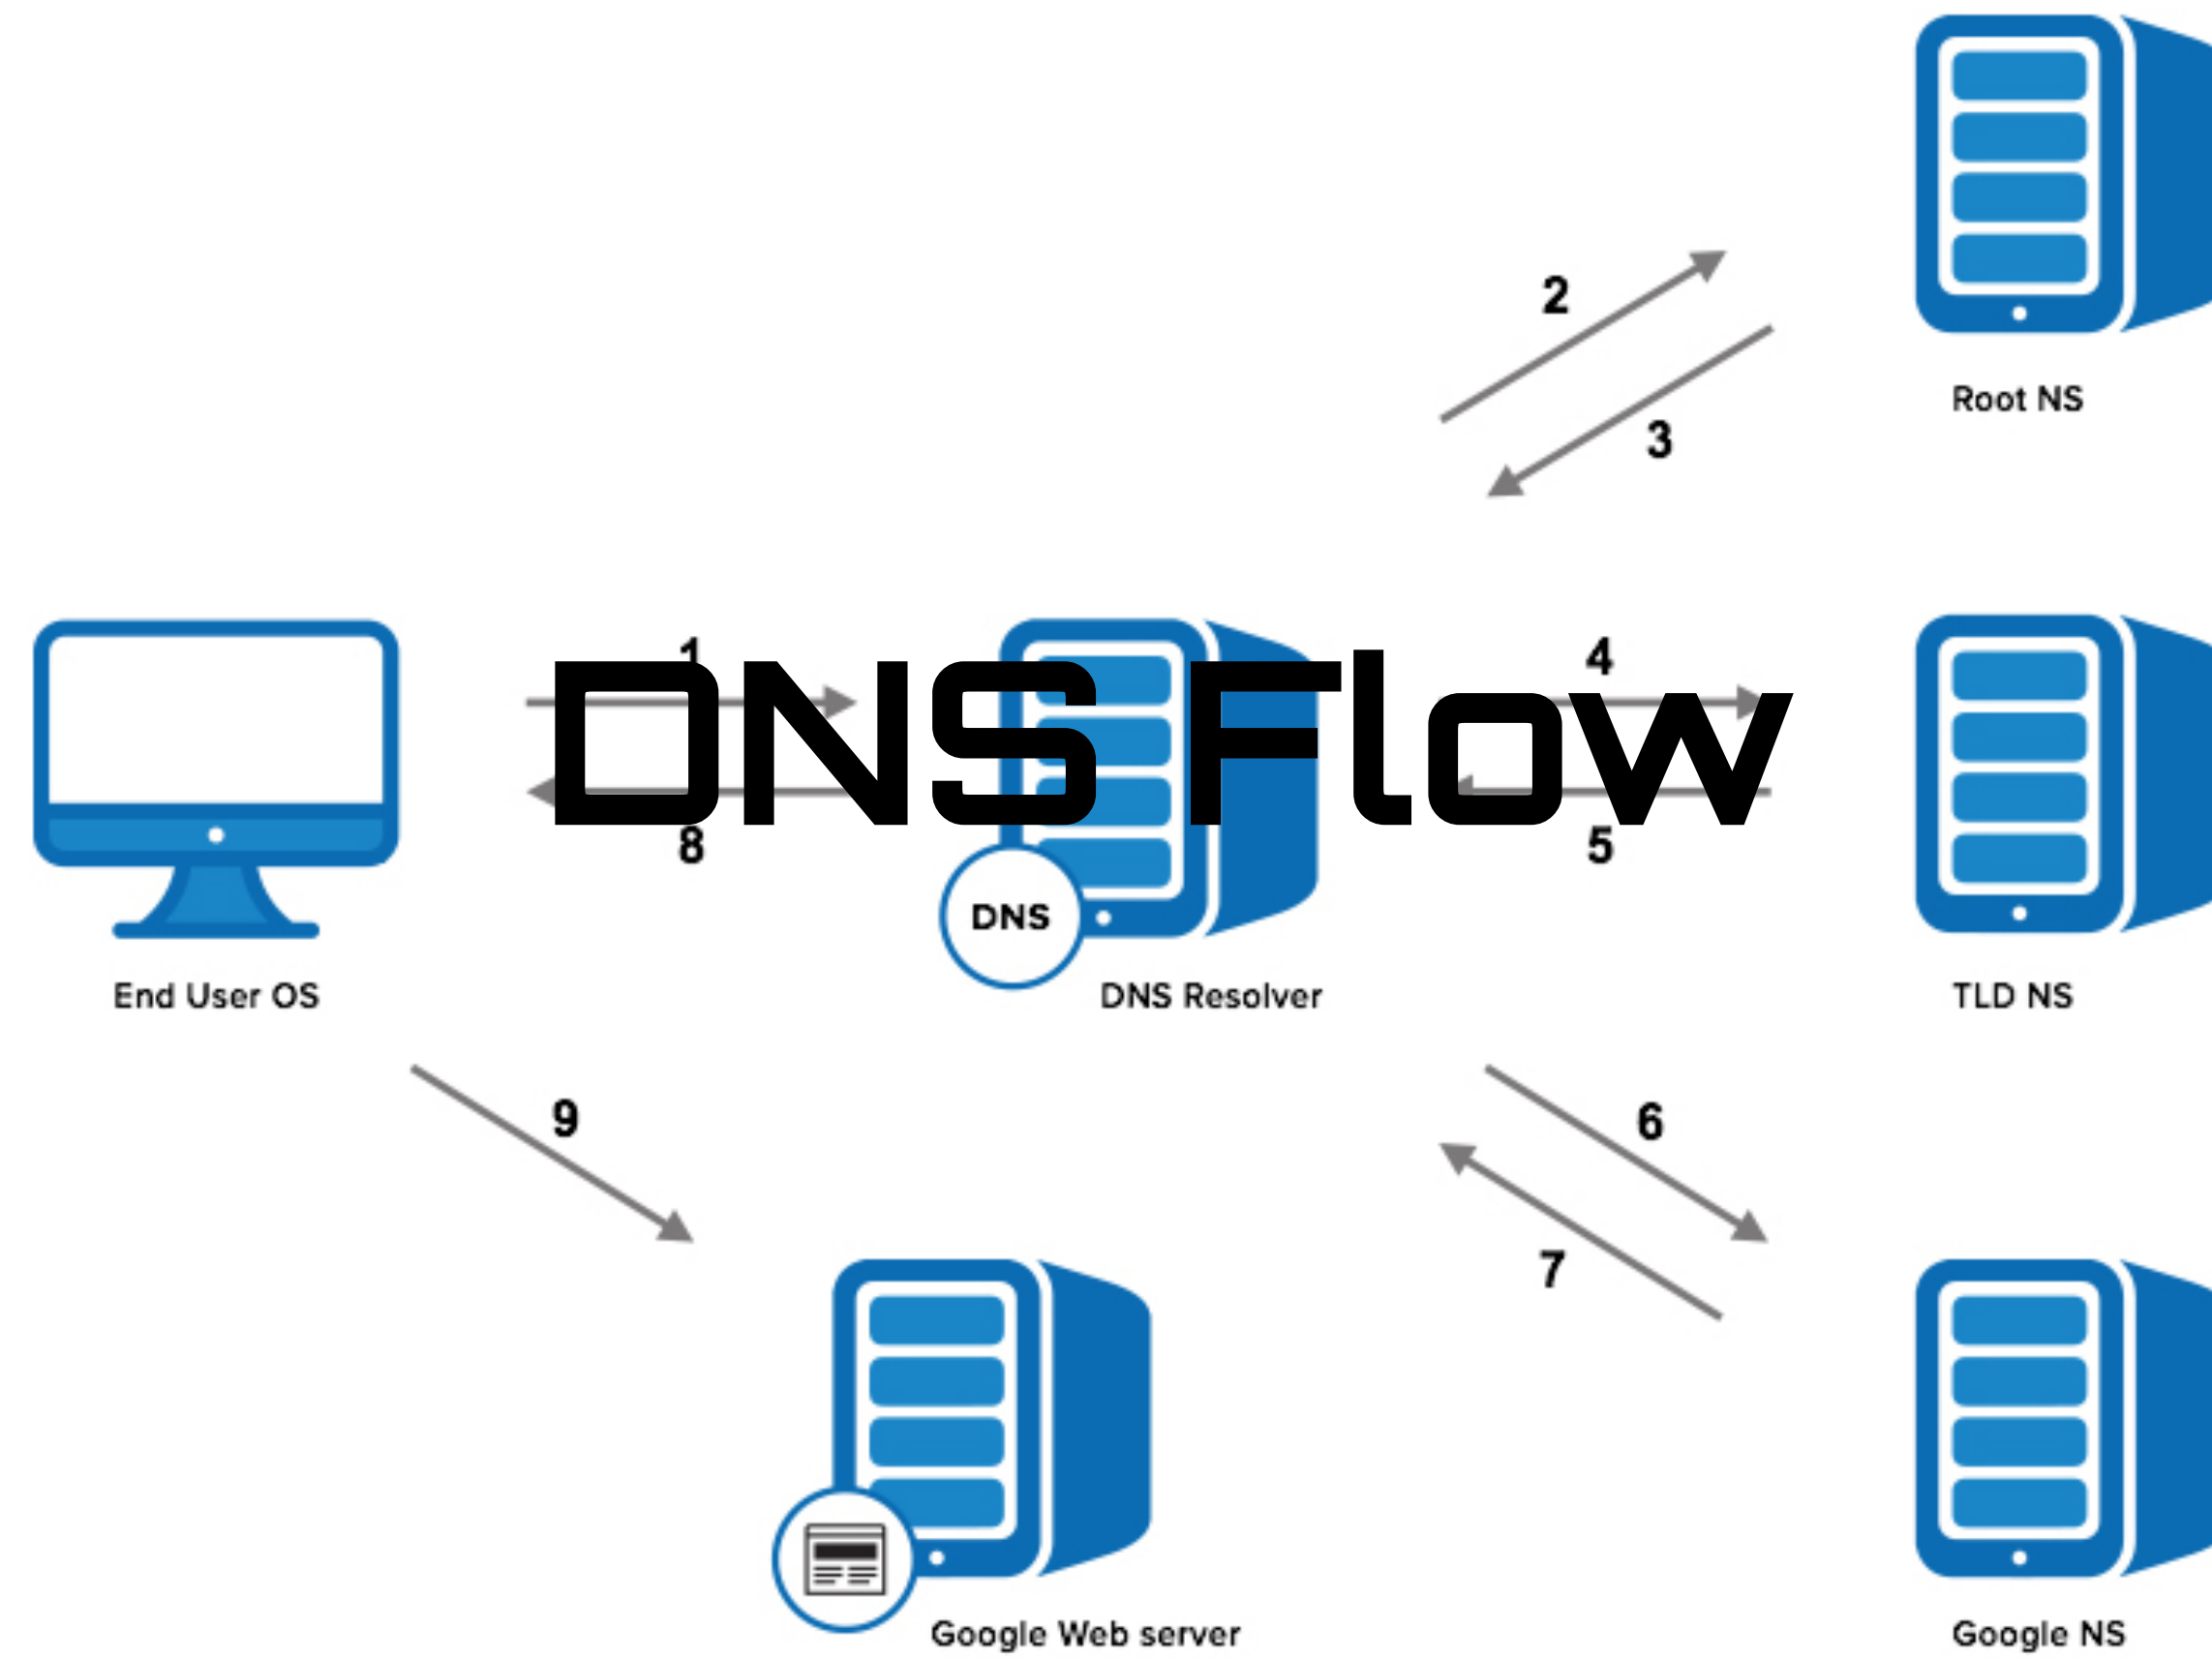 2
Root NS
3
1
4
DNS Flow
8
5
DNS
End User OS
DNS Resolver
TLD NS
9
6
7
Google Web server
Google NS